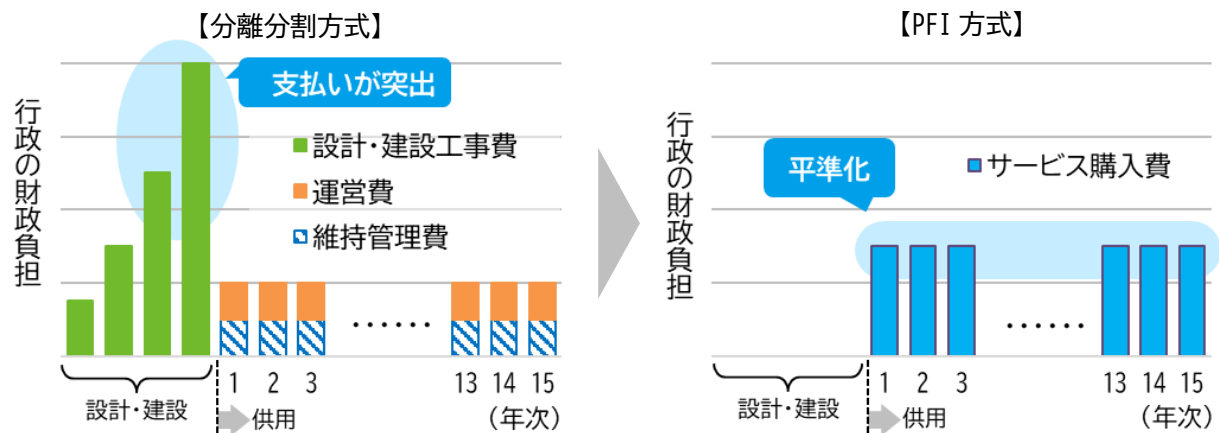 【分離分割方式】
支払いが突出
行政の財政負担
設計・建設工事費
運営費
維持管理費
······
1 2 3 13 14 15
設計・建設
供用
(年次)
【PFI 方式】
行政の財政負担
平準化
サービス購入費
······
1 2 3 13 14 15
設計・建設
供用
(年次)